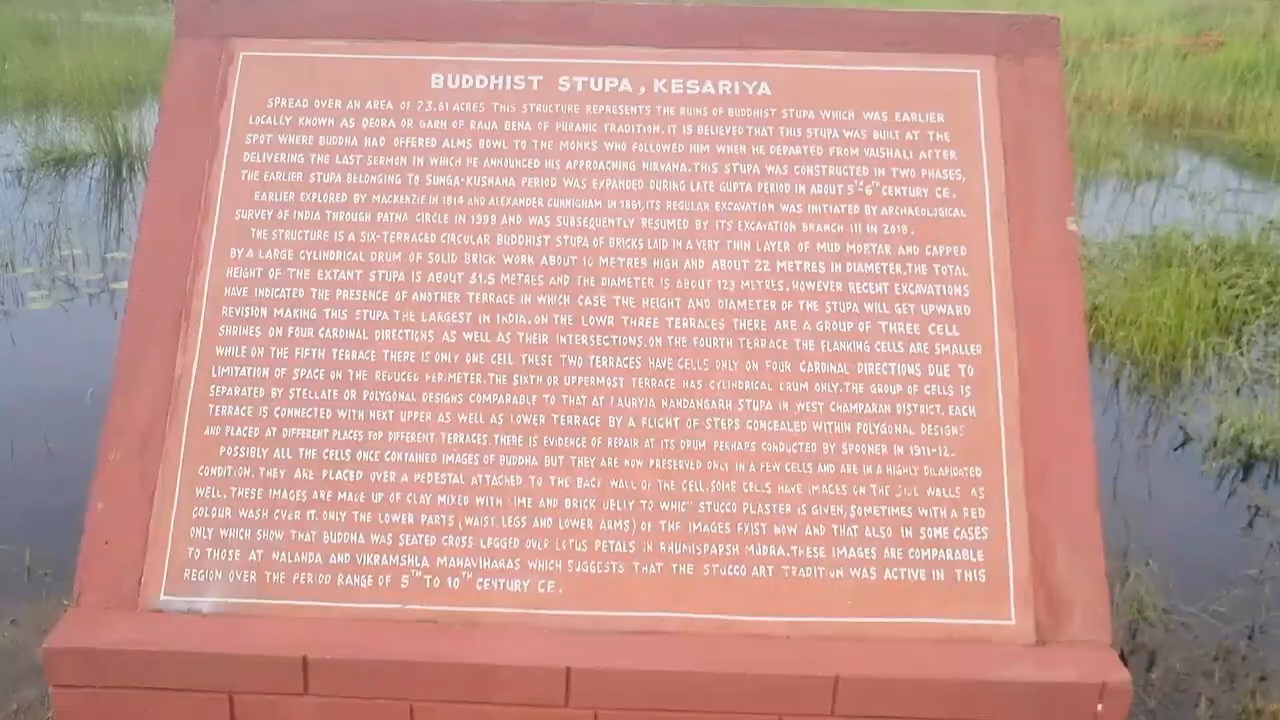 BUDDHIST STUPA, KESARIYA
SPREAD OVER AN AREA OF 23.81 ACRES THIS STRUCTURE REPRESENTS THE RUINS OF BUDDHIST STUPA WHICH WAS EARLIER
LOCALLY KNOWN AS DEORA OR GARH OF RAJA BENA OF PURANIC TRADITION. IT IS BELIEVED THAT THIS STUPA WAS BUILT AT THE
SPOT WHERE BUDDHA HAD OFFERED ALMS BOWL TO THE MONKS WHO FOLLOWED HIM WHEN HE DEPARTED FROM VAISHALI AFTER
DELIVERING THE LAST SERMON IN WHICH HE ANNOUNCED HIS APPROACHING NIRVANA. THIS STUPA WAS CONSTRUCTED IN TWO PHASES,
THE EARLIER STUPA BELONGING TO SUNGA-KUSHANA PERIOD WAS EXPANDED DURING LATE GUPTA PERIOD IN ABOUT 5TH-6TH CENTURY CE.
EARLIER EXPLORED BY MACKENZIE IN 1814 AND ALEXANDER CUNNIGHAM IN 1861, ITS REGULAR EXCAVATION WAS INITIATED BY ARCHAEOLOGICAL
SURVEY OF INDIA THROUGH PATNA CIRCLE IN 1998 AND WAS SUBSEQUENTLY RESUMED BY ITS EXCAVATION BRANCH III IN 2018.
THE STRUCTURE IS A SIX-TERRACED CIRCULAR BUDDHIST STUPA OF BRICKS LAID IN A VERY THIN LAYER OF MUD MORTAR AND CAPPED
BY A LARGE CYLINDRICAL DRUM OF SOLID BRICK WORK ABOUT 10 METRES HIGH AND ABOUT 22 METRES IN DIAMETER. THE TOTAL
HEIGHT OF THE EXTANT STUPA IS ABOUT 31.5 METRES AND THE DIAMETER IS ABOUT 123 METRES. HOWEVER RECENT EXCAVATIONS
HAVE INDICATED THE PRESENCE OF ANOTHER TERRACE IN WHICH CASE THE HEIGHT AND DIAMETER OF THE STUPA WILL GET UPWARD
REVISION MAKING THIS STUPA THE LARGEST IN INDIA. ON THE LOWR THREE TERRACES THERE ARE A GROUP OF THREE CELL
SHRINES ON FOUR CARDINAL DIRECTIONS AS WELL AS THEIR INTERSECTIONS. ON THE FOURTH TERRACE THE FLANKING CELLS ARE SMALLER
WHILE ON THE FIFTH TERRACE THERE IS ONLY ONE CELL THESE TWO TERRACES HAVE CELLS ONLY ON FOUR CARDINAL DIRECTIONS DUE TO
LIMITATION OF SPACE ON THE REDUCED PERIMETER. THE SIXTH OR UPPERMOST TERRACE HAS CYLINDRICAL DRUM ONLY. THE GROUP OF CELLS IS
SEPARATED BY STELLATE OR POLYGONAL DESIGNS COMPARABLE TO THAT AT LAURYIA NANDANGARH STUPA IN WEST CHAMPARAN DISTRICT. EACH
TERRACE IS CONNECTED WITH NEXT UPPER AS WELL AS LOWER TERRACE BY A FLIGHT OF STEPS CONCEALED WITHIN POLYGONAL DESIGNS
AND PLACED AT DIFFERENT PLACES FOR DIFFERENT TERRACES. THERE IS EVIDENCE OF REPAIR AT ITS DRUM PERHAPS CONDUCTED BY SPOONER IN 1911-12.
POSSIBLY ALL THE CELLS ONCE CONTAINED IMAGES OF BUDDHA BUT THEY ARE NOW PRESERVED ONLY IN A FEW CELLS AND ARE IN A HIGHLY DILAPIDATED
CONDITION. THEY ARE PLACED OVER A PEDESTAL ATTACHED TO THE BACK WALL OF THE CELL. SOME CELLS HAVE IMAGES ON THE SIDE WALLS AS
WELL. THESE IMAGES ARE MADE UP OF CLAY MIXED WITH LIME AND BRICK JELLY TO WHICH STUCCO PLASTER IS GIVEN, SOMETIMES WITH A RED
COLOUR WASH OVER IT. ONLY THE LOWER PARTS (WAIST, LEGS AND LOWER ARMS) OF THE IMAGES EXIST NOW AND THAT ALSO IN SOME CASES
ONLY WHICH SHOW THAT BUDDHA WAS SEATED CROSS LEGGED OVER LOTUS PETALS IN BHUMISPARSH MUDRA. THESE IMAGES ARE COMPARABLE
TO THOSE AT NALANDA AND VIKRAMSHLA MAHAVIHARAS WHICH SUGGESTS THAT THE STUCCO ART TRADITION WAS ACTIVE IN THIS
REGION OVER THE PERIOD RANGE OF 5TH TO 10TH CENTURY CE.